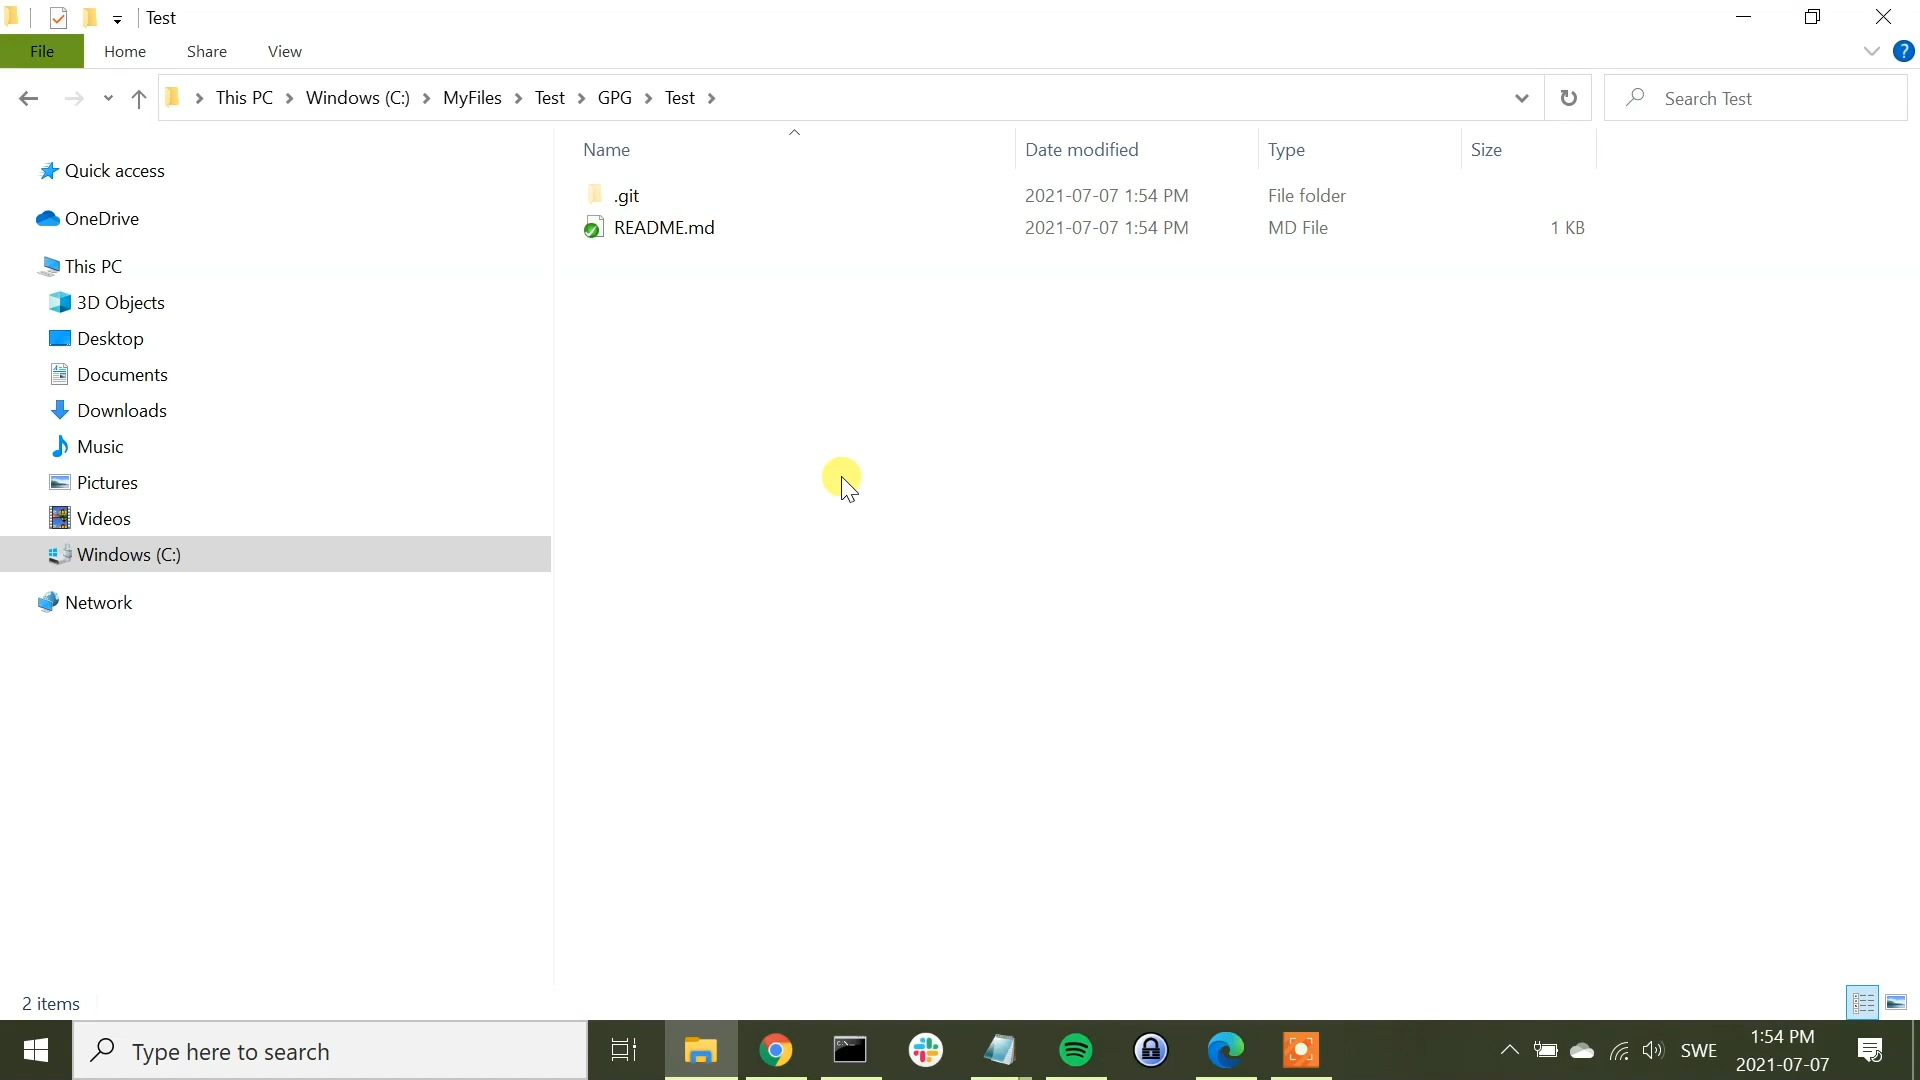 Test
File Home Share View
This PC Windows (C:) MyFiles Test GPG Test
Search Test
Name Date modified Type Size
.git 2021-07-07 1:54 PM File folder
README.md 2021-07-07 1:54 PM MD File 1 KB
Quick access
OneDrive
This PC
3D Objects
Desktop
Documents
Downloads
Music
Pictures
Videos
Windows (C:)
Network
2 items
Type here to search
SWE
1:54 PM
2021-07-07